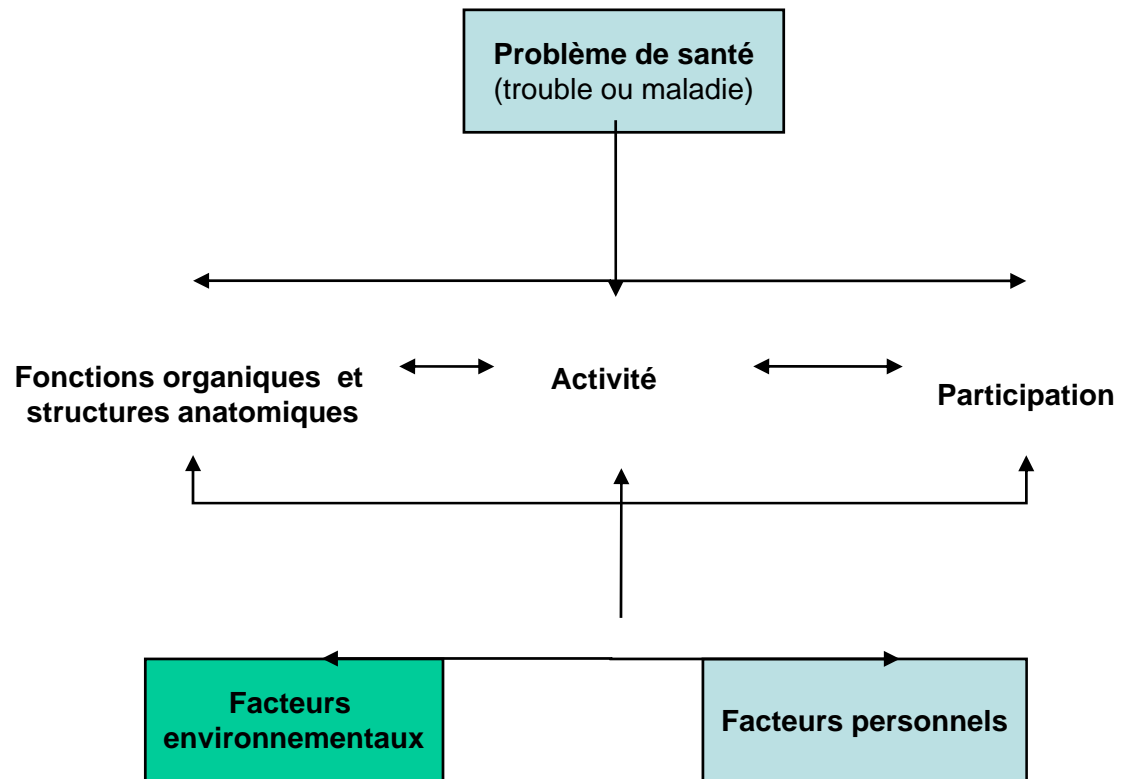 Problème de santé
(trouble ou maladie)
Fonctions organiques et
structures anatomiques
Activité
Participation
Facteurs
environnementaux
Facteurs personnels